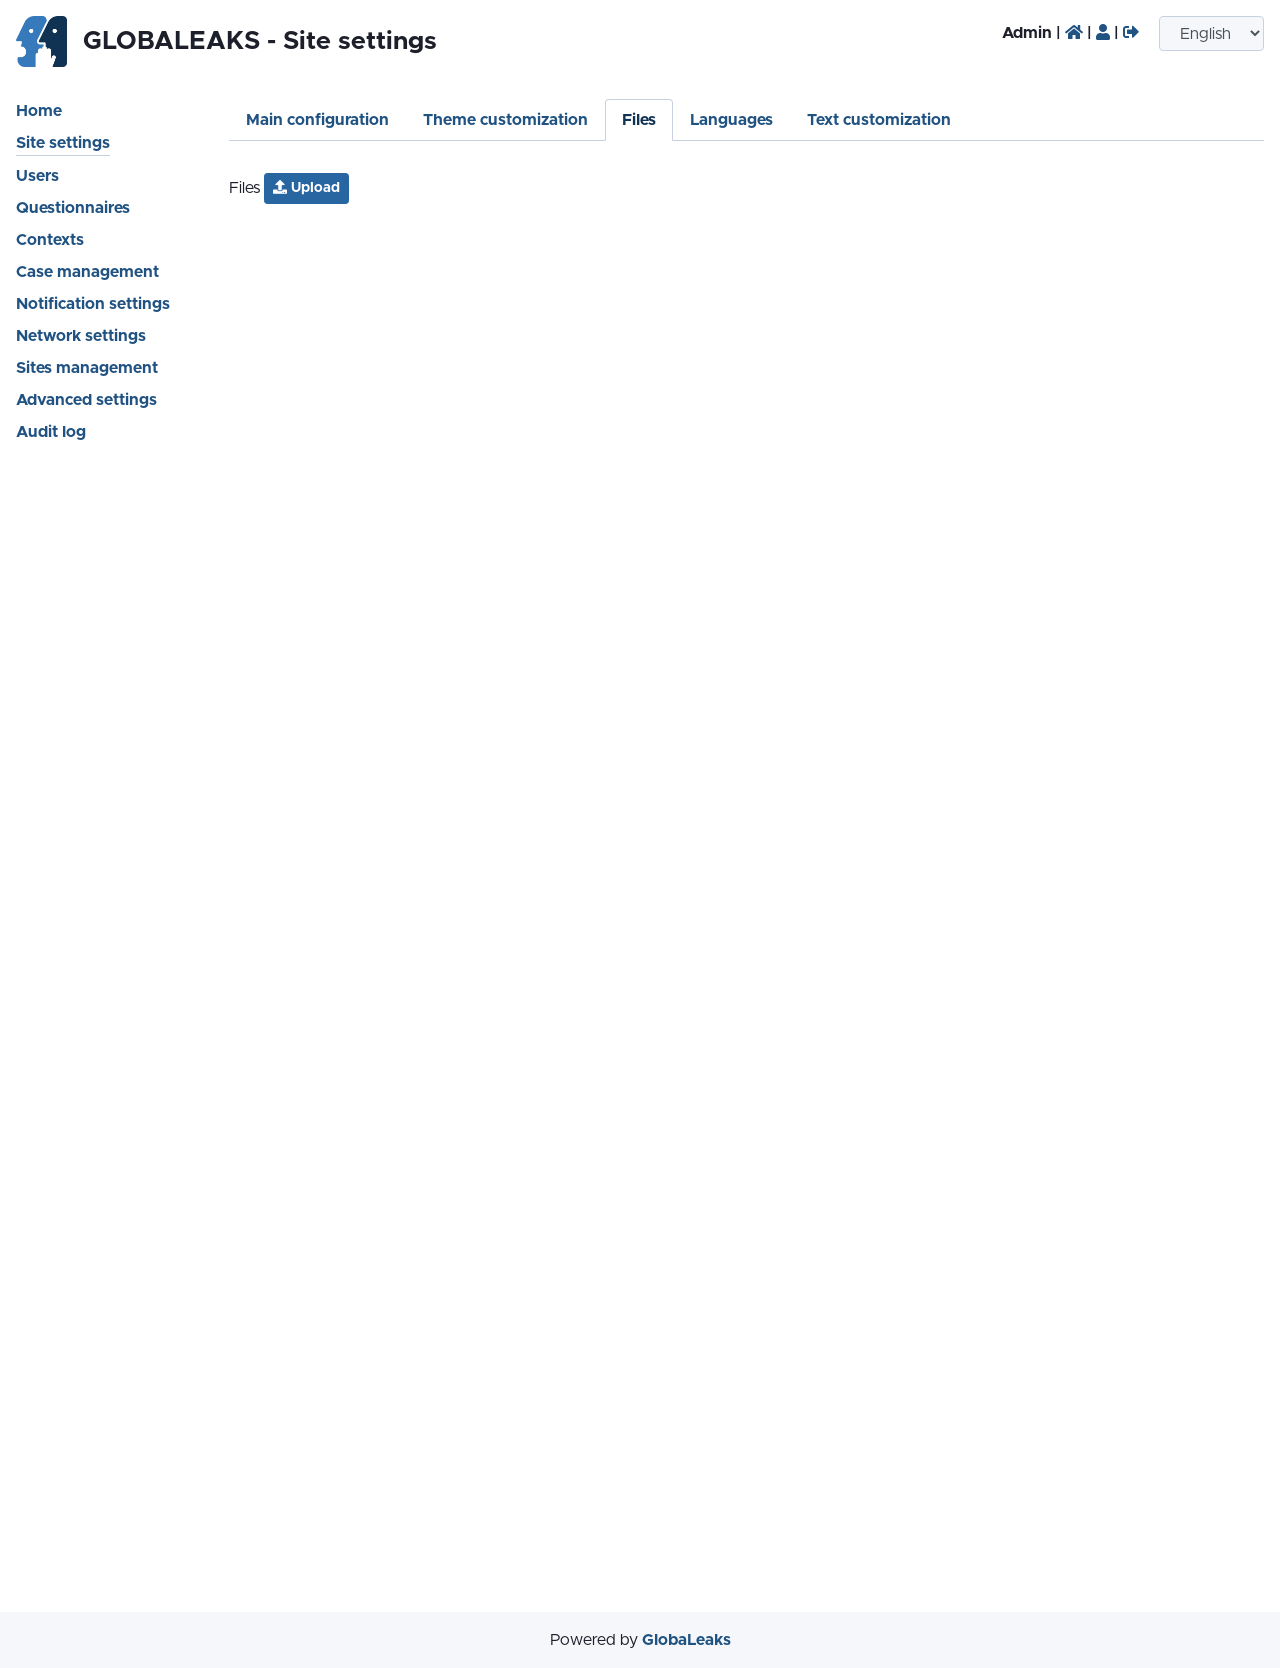 GLOBALEAKS - Site settings
Admin | | |
English
Home
Site settings
Users
Questionnaires
Contexts
Case management
Notification settings
Network settings
Sites management
Advanced settings
Audit log
Main configuration
Theme customization
Files
Languages
Text customization
Files Upload
Powered by GlobaLeaks